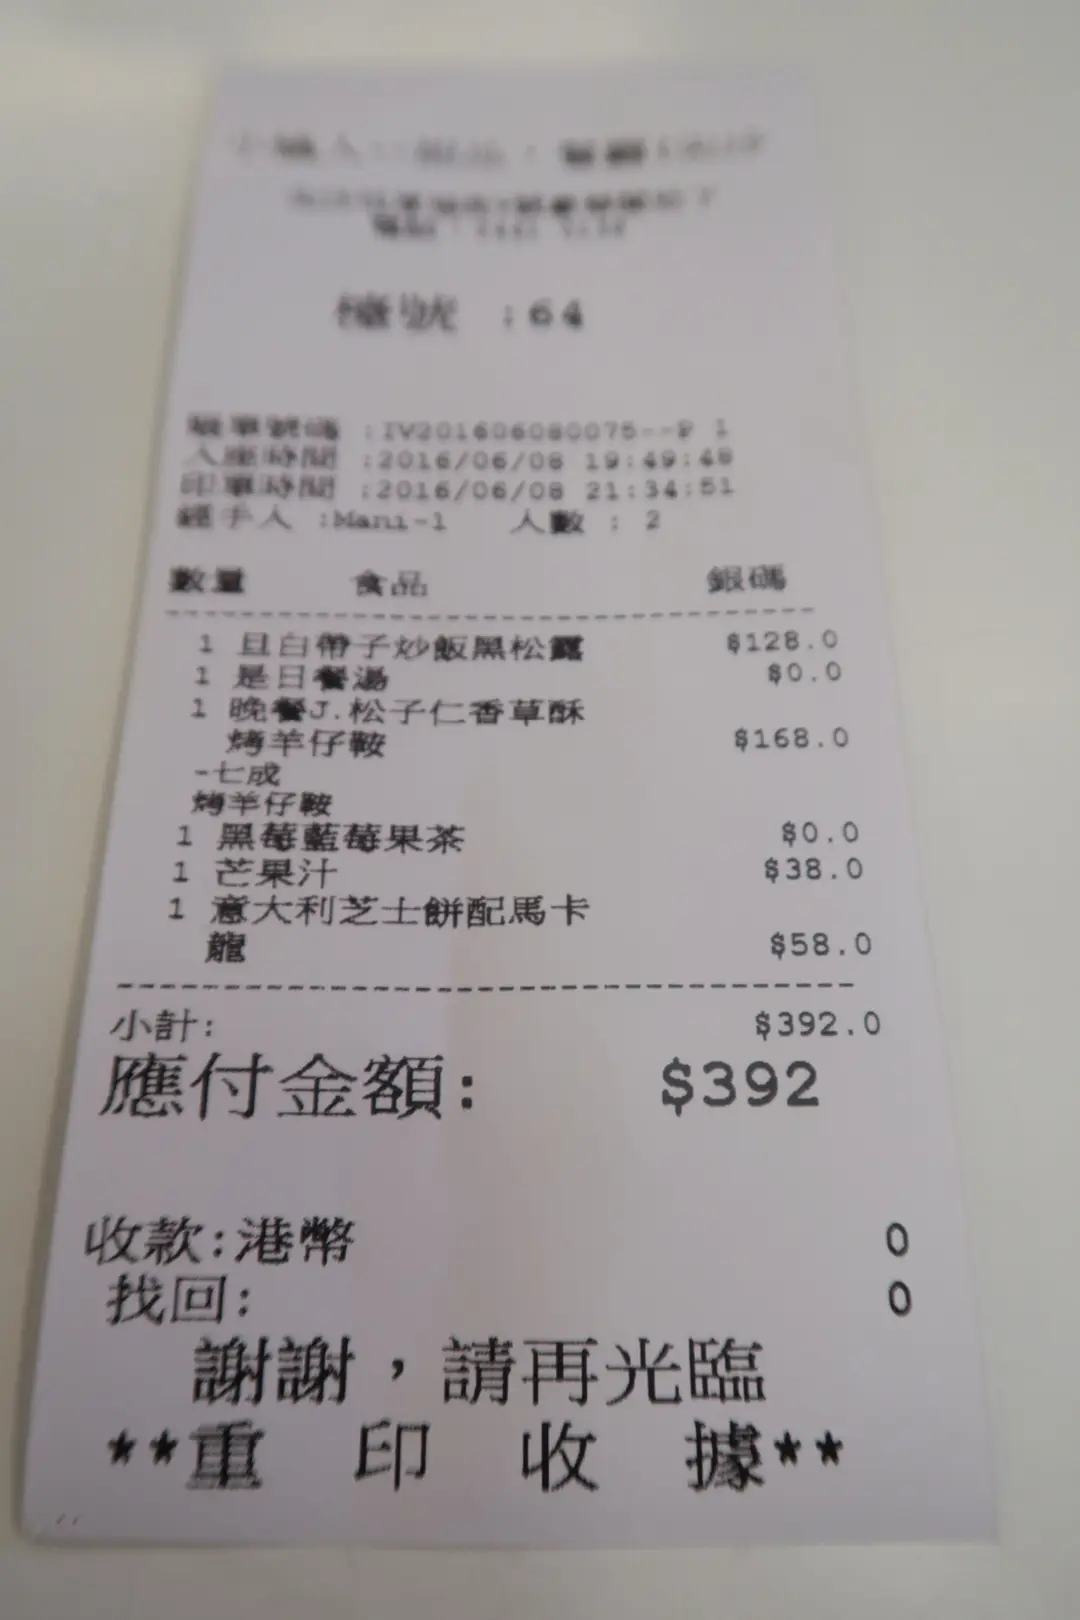 檯號 :64
帳單號碼 :IV201606080075--P 1
入座時間 :2016/06/08 19:49:48
印單時間 :2016/06/08 21:34:51
經手人 :Mani-1 人數 : 2
數量 食品 銀碼
1 且白帶子炒飯黑松露 $128.0
1 是日餐湯 $0.0
1 晚餐J.松子仁香草酥
烤羊仔鞍 $168.0
-七成
烤羊仔鞍
1 黑莓藍莓果茶 $0.0
1 芒果汁 $38.0
1 意大利芝士餅配馬卡
龍 $58.0
小計: $392.0
應付金額: $392
收款:港幣 0
找回: 0
謝謝，請再光臨
**重 印 收 據**